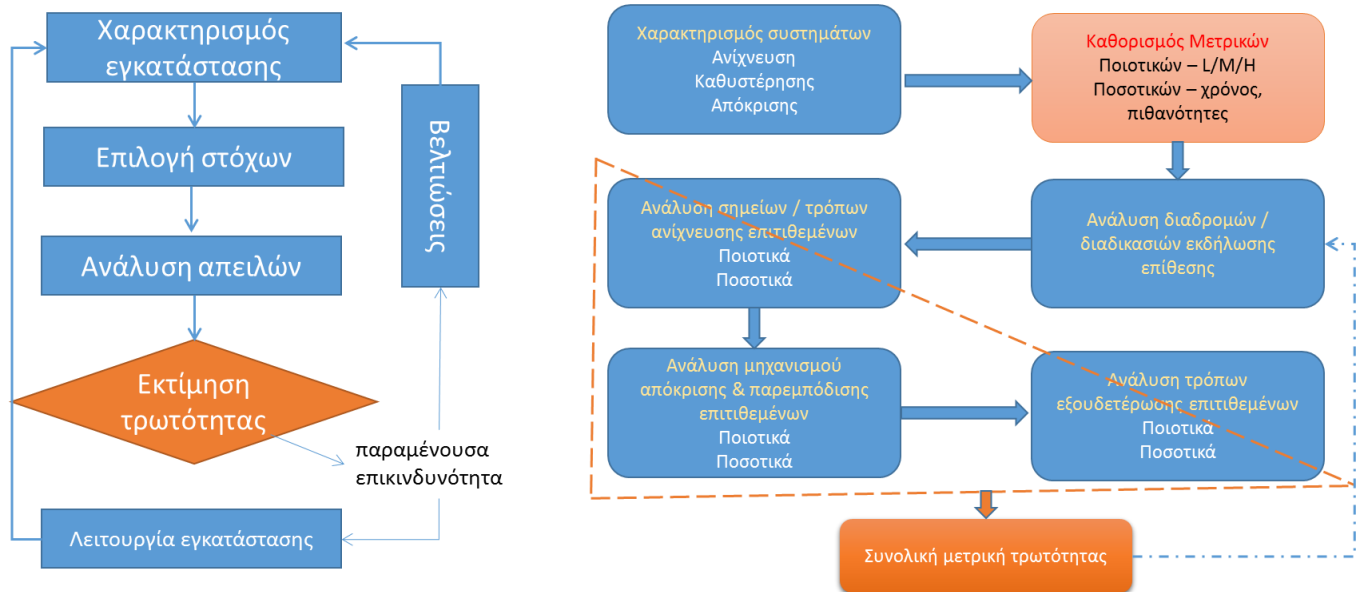 Χαρακτηρισμός
εγκατάστασης
Επιλογή στόχων
Ανάλυση απειλών
Εκτίμηση
τρωτότητας
παραμένουσα
επικινδυνότητα
Λειτουργία εγκατάστασης
Βελτιώσεις
Χαρακτηρισμός συστημάτων
Ανίχνευση
Καθυστέρησης
Απόκρισης
Καθορισμός Μετρικών
Ποιοτικών – L/M/H
Ποσοτικών – χρόνος,
πιθανότητες
Ανάλυση διαδρομών /
διαδικασιών εκδήλωσης
επίθεσης
Ανάλυση σημείων / τρόπων
ανίχνευσης επιτιθεμένων
Ποιοτικά
Ποσοτικά
Ανάλυση μηχανισμού
απόκρισης & παρεμπόδισης
επιτιθεμένων
Ποιοτικά
Ποσοτικά
Ανάλυση τρόπων
εξουδετέρωσης επιτιθεμένων
Ποιοτικά
Ποσοτικά
Συνολική μετρική τρωτότητας